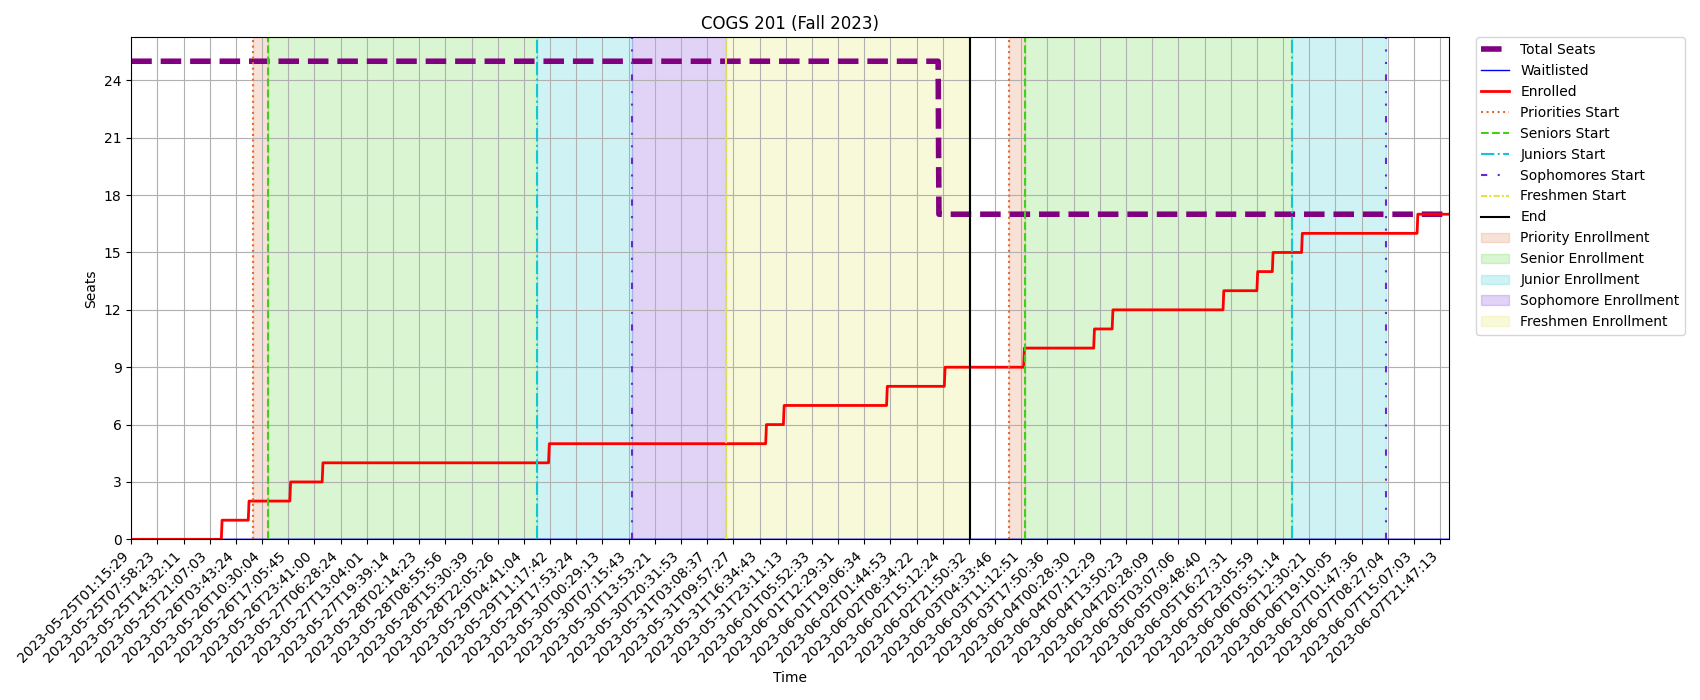 COGS 201 (Fall 2023)
Total Seats
Waitlisted
Enrolled
Priorities Start
Seniors Start
Juniors Start
Sophomores Start
Freshmen Start
End
Priority Enrollment
Senior Enrollment
Junior Enrollment
Sophomore Enrollment
Freshmen Enrollment
Seats
24
21
18
15
12
9
6
3
0
2023-05-25T01:15:29
2023-05-25T07:58:23
2023-05-25T14:32:11
2023-05-25T21:07:03
2023-05-26T03:43:24
2023-05-26T10:30:04
2023-05-26T17:05:45
2023-05-26T23:41:00
2023-05-27T06:28:24
2023-05-27T13:04:01
2023-05-27T19:39:14
2023-05-28T02:14:23
2023-05-28T08:55:56
2023-05-28T15:30:39
2023-05-28T22:05:26
2023-05-29T04:41:04
2023-05-29T11:17:42
2023-05-29T17:53:24
2023-05-30T00:29:13
2023-05-30T07:15:43
2023-05-30T13:53:21
2023-05-30T20:31:53
2023-05-31T03:08:37
2023-05-31T09:57:27
2023-05-31T16:34:43
2023-05-31T23:11:13
2023-06-01T05:52:33
2023-06-01T12:29:31
2023-06-01T19:06:34
2023-06-02T01:44:53
2023-06-02T08:34:22
2023-06-02T15:12:24
2023-06-02T21:50:32
2023-06-03T04:33:46
2023-06-03T11:12:51
2023-06-03T17:50:36
2023-06-04T00:28:30
2023-06-04T07:12:29
2023-06-04T13:50:23
2023-06-04T20:28:09
2023-06-05T03:07:06
2023-06-05T09:48:40
2023-06-05T16:27:31
2023-06-05T23:05:59
2023-06-06T05:51:14
2023-06-06T12:30:21
2023-06-06T19:10:05
2023-06-07T01:47:36
2023-06-07T08:27:04
2023-06-07T15:07:03
2023-06-07T21:47:13
Time